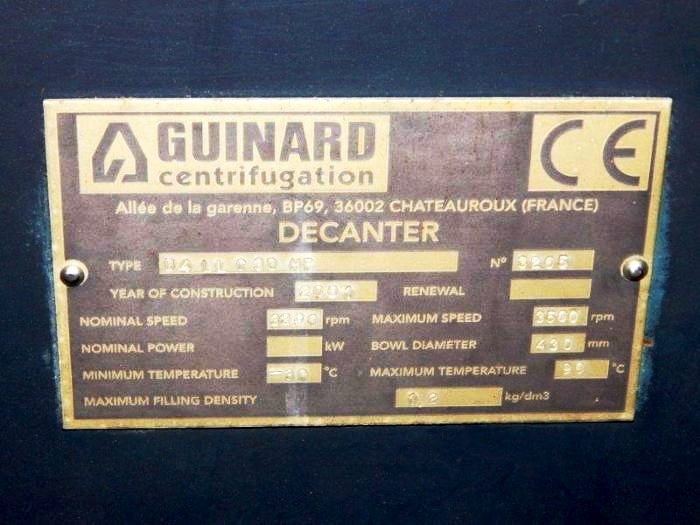 GUINARD
centrifugation
CE
Allée de la garenne, BP69, 36002 CHATEAUROUX (FRANCE)
DECANTER
TYPE N° 3205
YEAR OF CONSTRUCTION RENEWAL
NOMINAL SPEED rpm MAXIMUM SPEED 3500 rpm
NOMINAL POWER kW BOWL DIAMETER 430 mm
MINIMUM TEMPERATURE °C MAXIMUM TEMPERATURE °C
MAXIMUM FILLING DENSITY kg/dm3